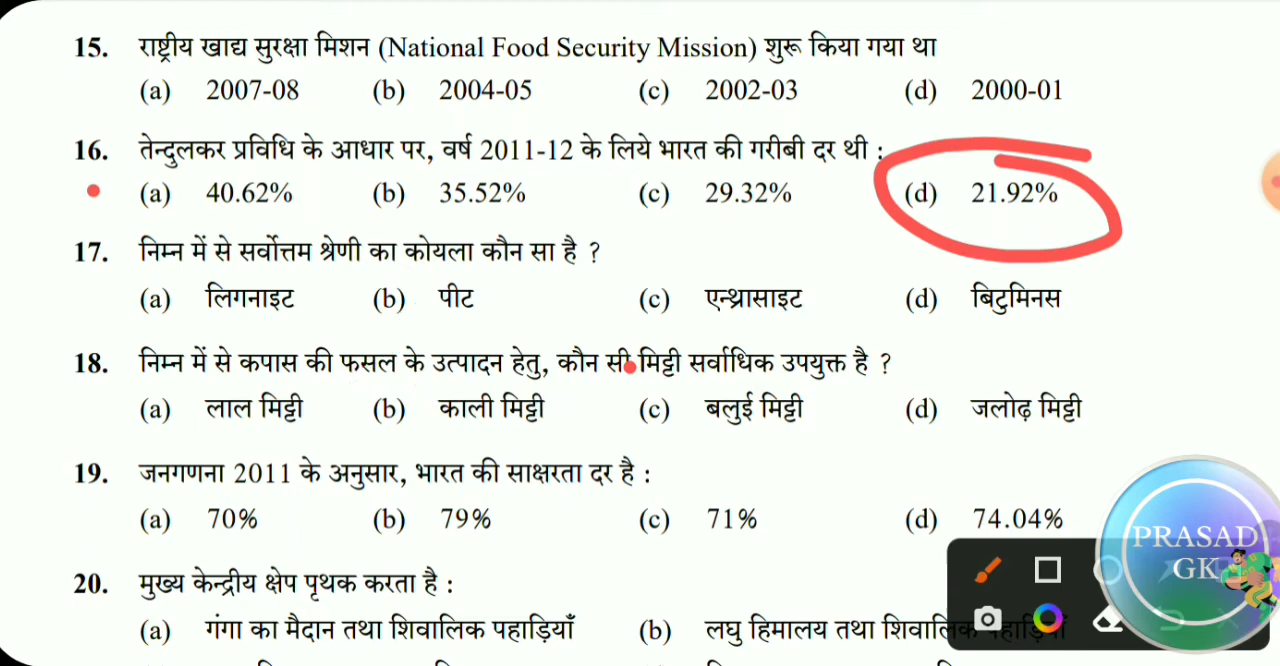 15. राष्ट्रीय खाद्य सुरक्षा मिशन (National Food Security Mission) शुरू किया गया था
(a) 2007-08 (b) 2004-05 (c) 2002-03 (d) 2000-01
16. तेन्दुलकर प्रविधि के आधार पर, वर्ष 2011-12 के लिये भारत की गरीबी दर थी :
(a) 40.62% (b) 35.52% (c) 29.32% (d) 21.92%
17. निम्न में से सर्वोत्तम श्रेणी का कोयला कौन सा है ?
(a) लिगनाइट (b) पीट (c) एन्थ्रासाइट (d) बिटुमिनस
18. निम्न में से कपास की फसल के उत्पादन हेतु, कौन सी मिट्टी सर्वाधिक उपयुक्त है ?
(a) लाल मिट्टी (b) काली मिट्टी (c) बलुई मिट्टी (d) जलोढ़ मिट्टी
19. जनगणना 2011 के अनुसार, भारत की साक्षरता दर है :
(a) 70% (b) 79% (c) 71% (d) 74.04%
PRASAD
GK
20. मुख्य केन्द्रीय क्षेप पृथक करता है :
(a) गंगा का मैदान तथा शिवालिक पहाड़ियाँ (b) लघु हिमालय तथा शिवालिक